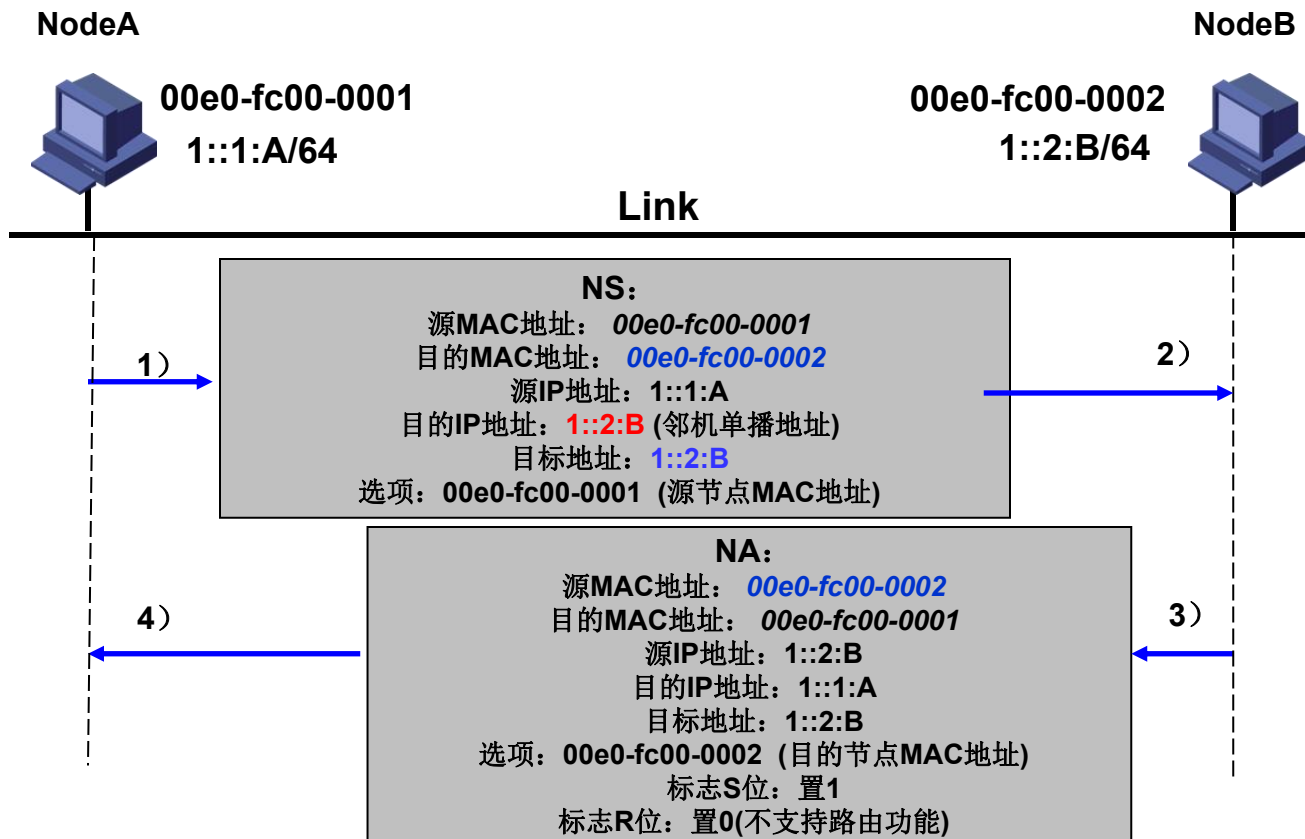 NodeA
NodeB
00e0-fc00-0001
1::1:A/64
00e0-fc00-0002
1::2:B/64
Link
NS：
源MAC地址： 00e0-fc00-0001
目的MAC地址： 00e0-fc00-0002
源IP地址：1::1:A
目的IP地址：1::2:B (邻机单播地址)
目标地址：1::2:B
选项：00e0-fc00-0001 (源节点MAC地址)
1）
2）
NA：
源MAC地址： 00e0-fc00-0002
目的MAC地址： 00e0-fc00-0001
源IP地址：1::2:B
目的IP地址：1::1:A
目标地址：1::2:B
选项：00e0-fc00-0002 (目的节点MAC地址)
标志S位：置1
标志R位：置0(不支持路由功能)
4）
3）